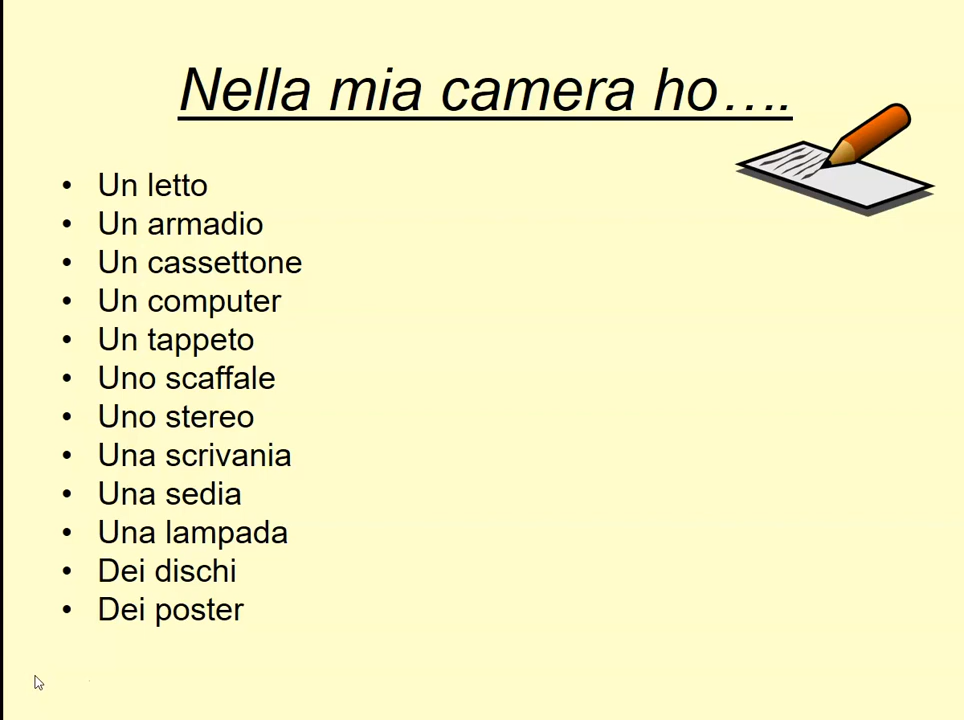 Nella mia camera ho….
• Un letto
• Un armadio
• Un cassettone
• Un computer
• Un tappeto
• Uno scaffale
• Uno stereo
• Una scrivania
• Una sedia
• Una lampada
• Dei dischi
• Dei poster